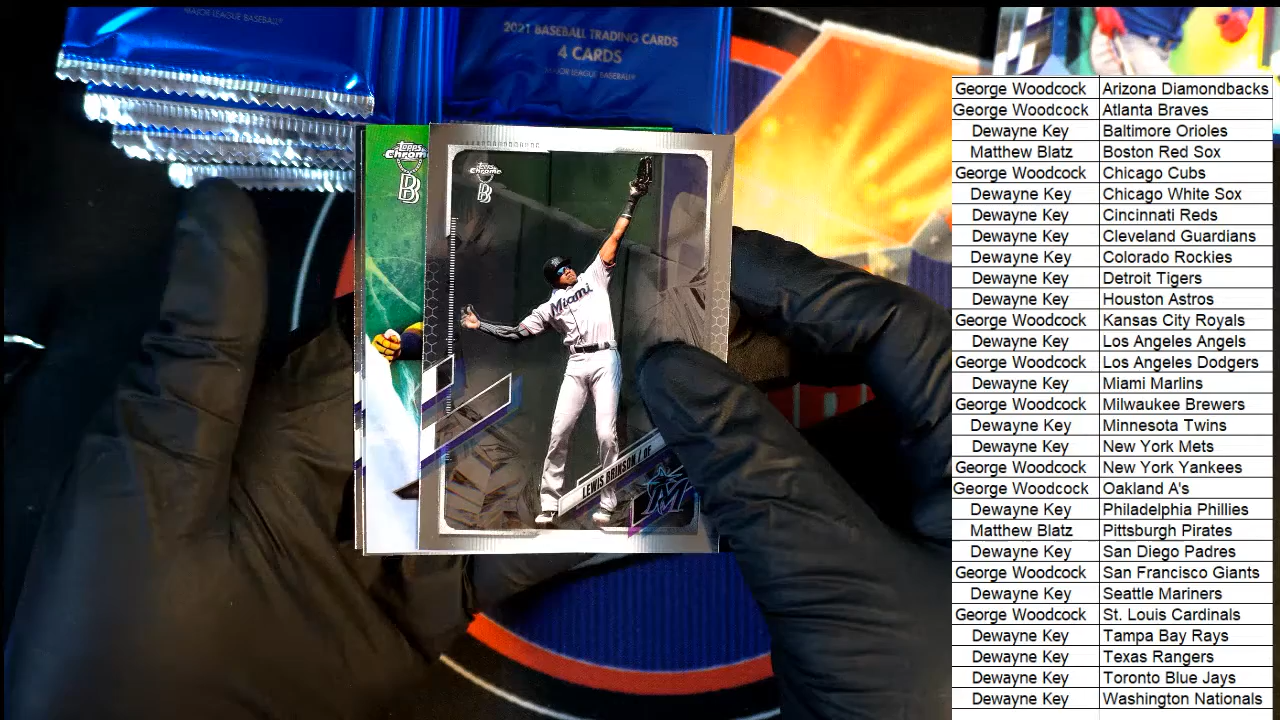 MAJOR LEAGUE BASEBALL
2021 BASEBALL TRADING CARDS
4 CARDS
MAJOR LEAGUE BASEBALL
Topps
Chrome
B
Topps
Chrome
B
Miami
LEWIS BRINSON / OF
M
George Woodcock Arizona Diamondbacks
George Woodcock Atlanta Braves
Dewayne Key Baltimore Orioles
Matthew Blatz Boston Red Sox
George Woodcock Chicago Cubs
Dewayne Key Chicago White Sox
Dewayne Key Cincinnati Reds
Dewayne Key Cleveland Guardians
Dewayne Key Colorado Rockies
Dewayne Key Detroit Tigers
Dewayne Key Houston Astros
George Woodcock Kansas City Royals
Dewayne Key Los Angeles Angels
George Woodcock Los Angeles Dodgers
Dewayne Key Miami Marlins
George Woodcock Milwaukee Brewers
Dewayne Key Minnesota Twins
Dewayne Key New York Mets
George Woodcock New York Yankees
George Woodcock Oakland A's
Dewayne Key Philadelphia Phillies
Matthew Blatz Pittsburgh Pirates
Dewayne Key San Diego Padres
George Woodcock San Francisco Giants
Dewayne Key Seattle Mariners
George Woodcock St. Louis Cardinals
Dewayne Key Tampa Bay Rays
Dewayne Key Texas Rangers
Dewayne Key Toronto Blue Jays
Dewayne Key Washington Nationals